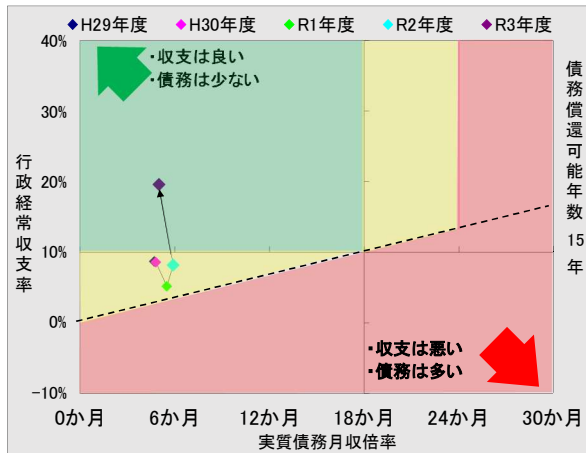 ◆H29年度 ◆H30年度 ◆R1年度 ◆R2年度 ◆R3年度
40%
30%
20%
10%
0%
-10%
・収支は良い
・債務は少ない
行政経常収支率
債務償還可能年数 15年
・収支は悪い
・債務は多い
0か月 6か月 12か月 18か月 24か月 30か月
実質債務月収倍率